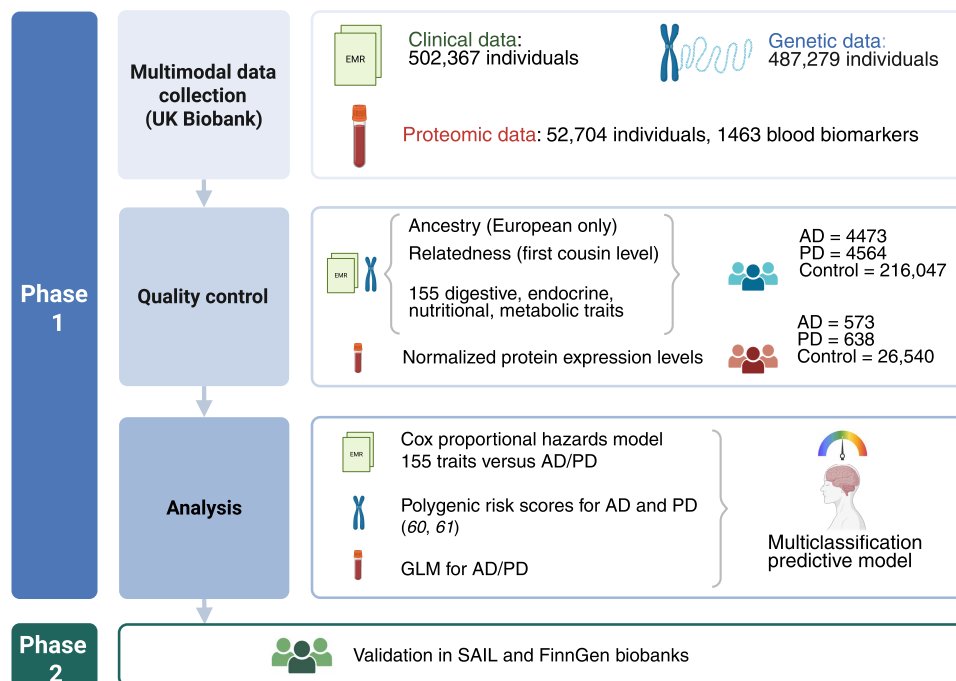 Phase
1
Multimodal data
collection
(UK Biobank)
EMR
Clinical data:
502,367 individuals
Genetic data:
487,279 individuals
Proteomic data: 52,704 individuals, 1463 blood biomarkers
Quality control
EMR
Ancestry (European only)
Relatedness (first cousin level)
155 digestive, endocrine,
nutritional, metabolic traits
AD = 4473
PD = 4564
Control = 216,047
Normalized protein expression levels
AD = 573
PD = 638
Control = 26,540
Analysis
EMR
Cox proportional hazards model
155 traits versus AD/PD
Polygenic risk scores for AD and PD
(60, 61)
GLM for AD/PD
Multiclassification
predictive model
Phase
2
Validation in SAIL and FinnGen biobanks